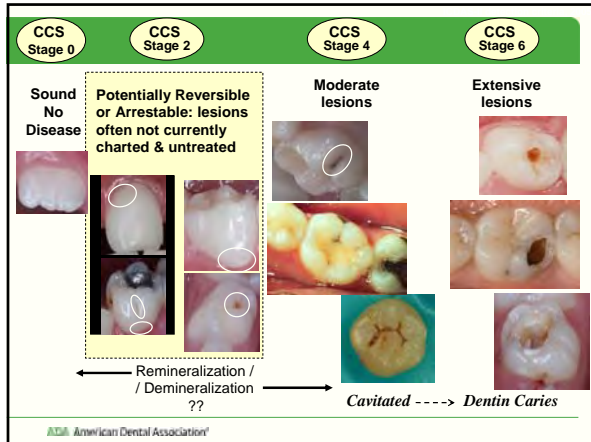 CCS
Stage 0
CCS
Stage 2
CCS
Stage 4
CCS
Stage 6
Sound
No
Disease
Potentially Reversible
or Arrestable: lesions
often not currently
charted & untreated
Moderate
lesions
Extensive
lesions
Remineralization /
/ Demineralization
??
Cavitated ----> Dentin Caries
ADA American Dental Association®